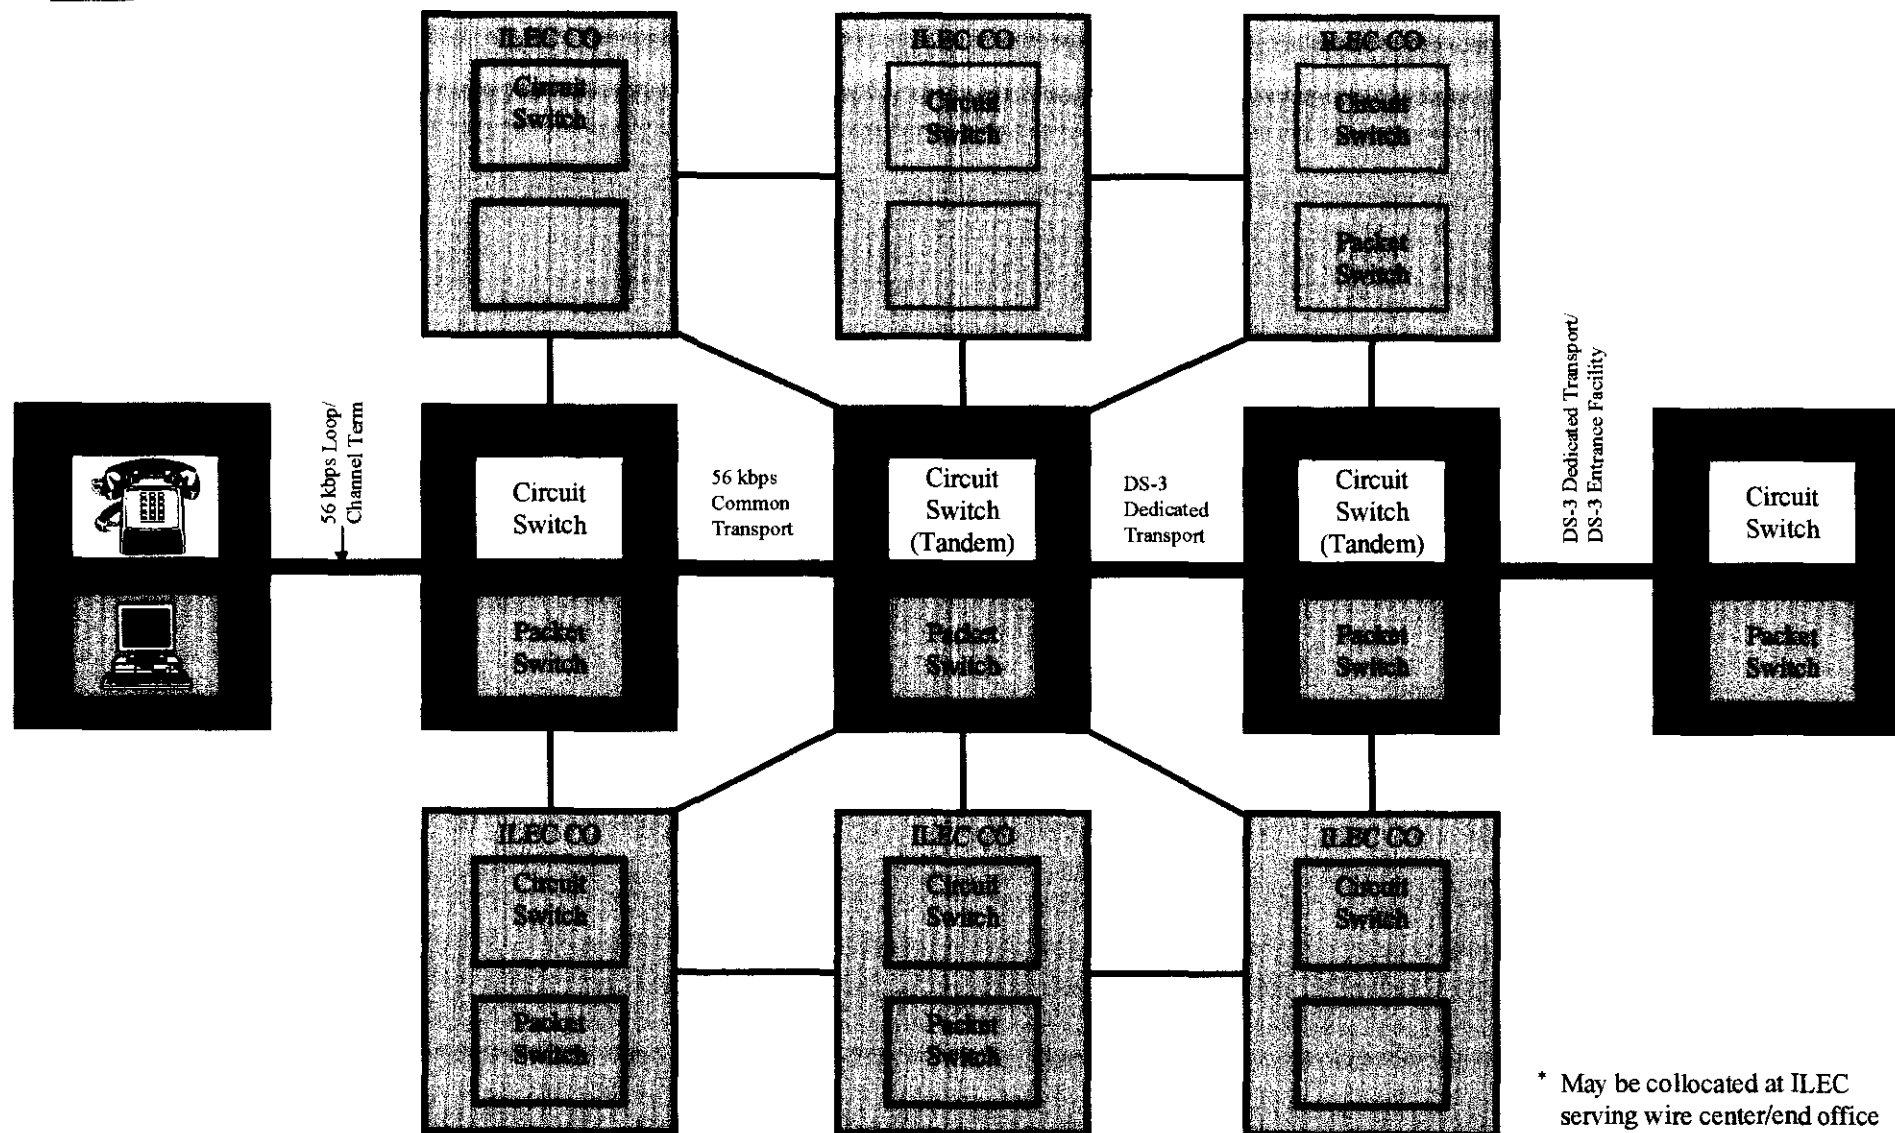 ILEC CO
Circuit
Switch
ILEC CO
Circuit
Switch
ILEC CO
Circuit
Switch
Packet
Switch
56 kbps Loop/
Channel Term
Circuit
Switch
Packet
Switch
56 kbps
Common
Transport
Circuit
Switch
(Tandem)
Packet
Switch
DS-3
Dedicated
Transport
Circuit
Switch
(Tandem)
Packet
Switch
DS-3 Dedicated Transport/
DS-3 Entrance Facility
Circuit
Switch
Packet
Switch
ILEC CO
Circuit
Switch
Packet
Switch
ILEC CO
Circuit
Switch
Packet
Switch
ILEC CO
Circuit
Switch
* May be collocated at ILEC
serving wire center/end office